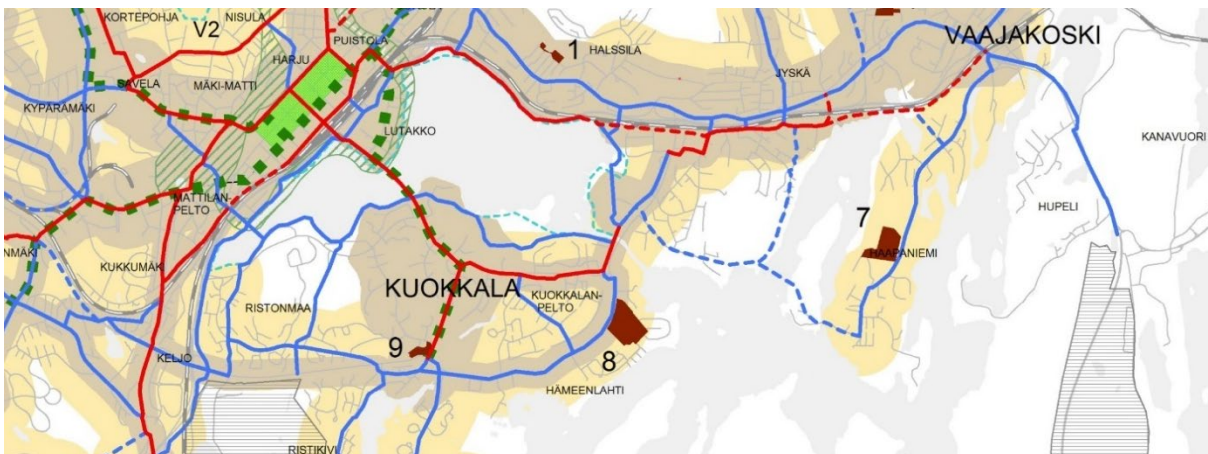 KORTEPOHJA
NISULA
V2
PUISTOLA
HARJU
1
HALSSILA
VAAJAKOSKI
JYSKÄ
SAVELA
MÄKI-MATTI
KYPÄRÄMÄKI
LUTAKKO
KANAVUORI
MATTILAN-
PELTO
7
HUPELI
NMÄKI
KUKKUMÄKI
HAAPANIEMI
RISTONMAA
KUOKKALA
KUOKKALAN-
PELTO
9
8
KELJO
HÄMEENLAHTI
RISTIKIVI